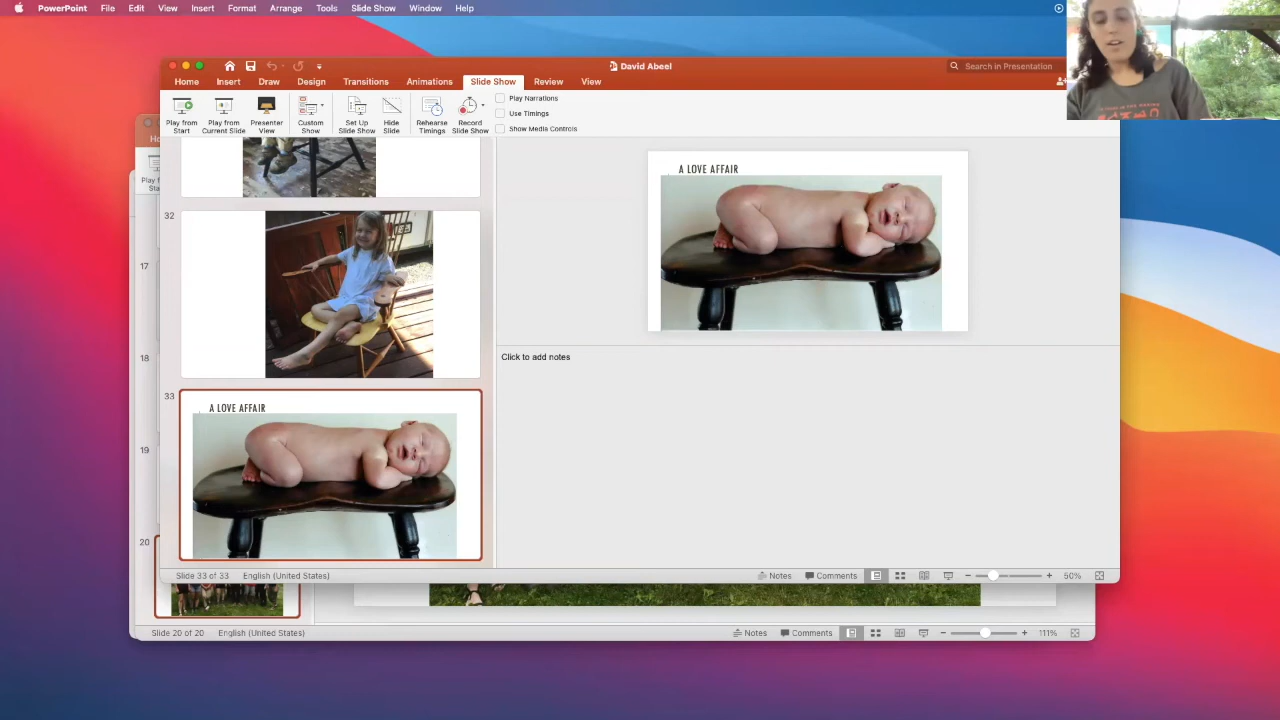 PowerPoint File Edit View Insert Format Arrange Tools Slide Show Window Help
David Abeel
Search in Presentation
Home Insert Draw Design Transitions Animations Slide Show Review View
Play from Start
Play from Current Slide
Presenter View
Custom Show
Set Up Slide Show
Hide Slide
Rehearse Timings
Record Slide Show
Play Narrations
Use Timings
Show Media Controls
32
33
A LOVE AFFAIR
A LOVE AFFAIR
Click to add notes
17
18
19
20
Slide 33 of 33 English (United States)
Notes Comments 50%
Slide 20 of 20 English (United States)
Notes Comments 111%